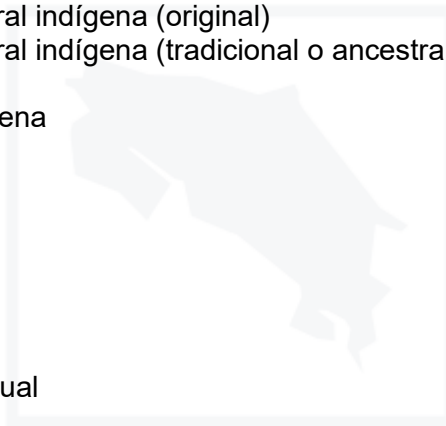 ral indígena (original)
ral indígena (tradicional o ancestra
ena
ual